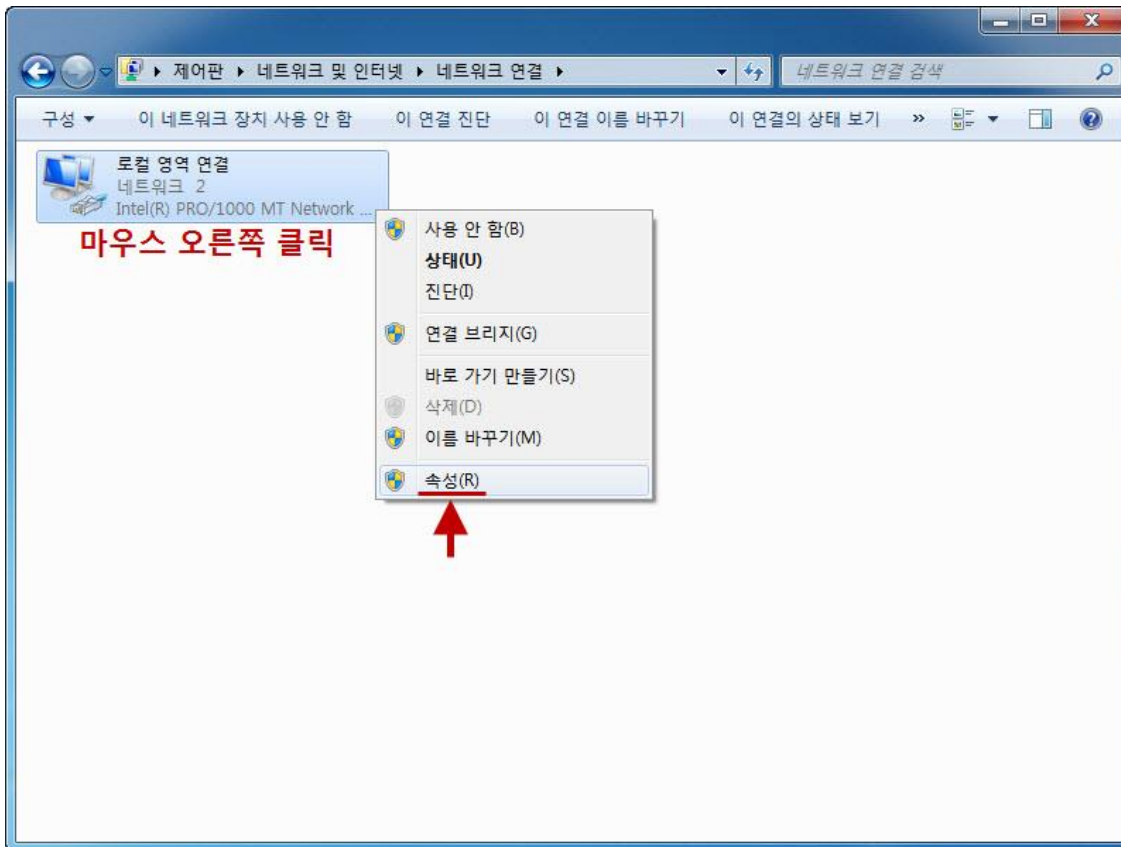 제어판 ▸ 네트워크 및 인터넷 ▸ 네트워크 연결 ▸
네트워크 연결 검색
구성 이 네트워크 장치 사용 안 함 이 연결 진단 이 연결 이름 바꾸기 이 연결의 상태 보기 »
로컬 영역 연결
네트워크 2
Intel(R) PRO/1000 MT Network ...
마우스 오른쪽 클릭
사용 안 함(B)
상태(U)
진단(I)
연결 브리지(G)
바로 가기 만들기(S)
삭제(D)
이름 바꾸기(M)
속성(R)